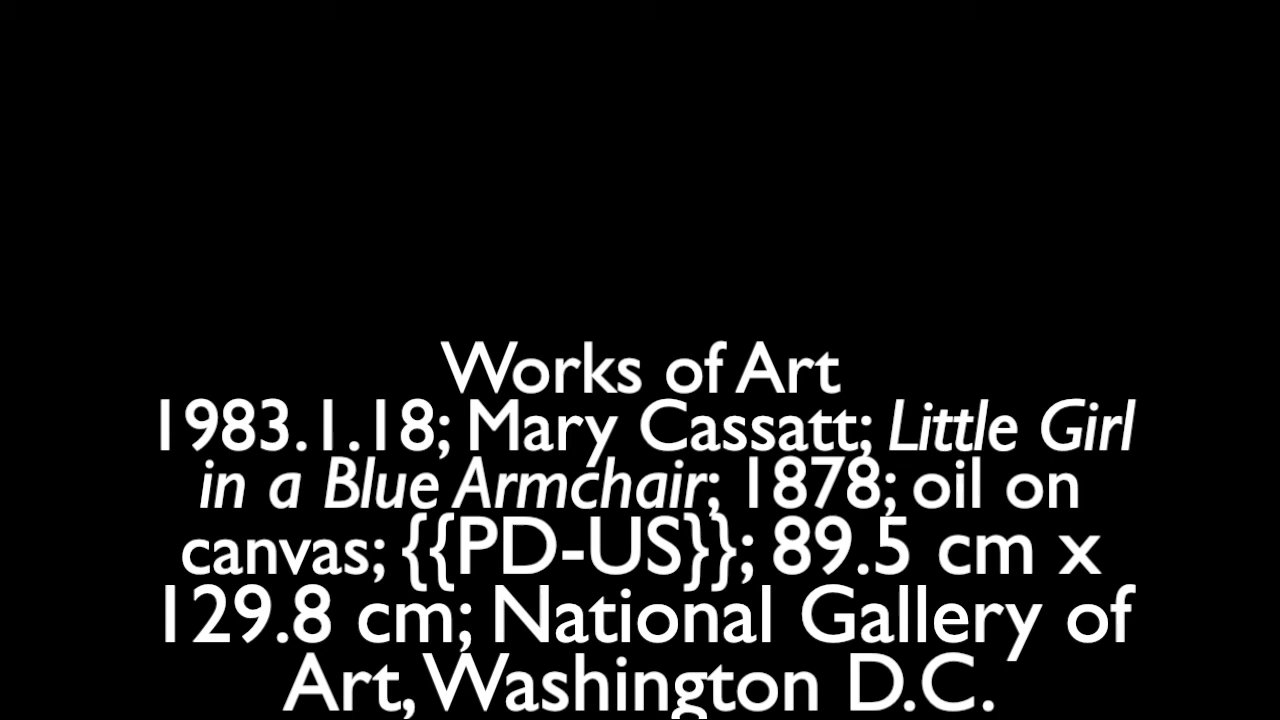 Works of Art
1983.1.18; Mary Cassatt; Little Girl
in a Blue Armchair; 1878; oil on
canvas; {{PD-US}}; 89.5 cm x
129.8 cm; National Gallery of
Art, Washington D.C.